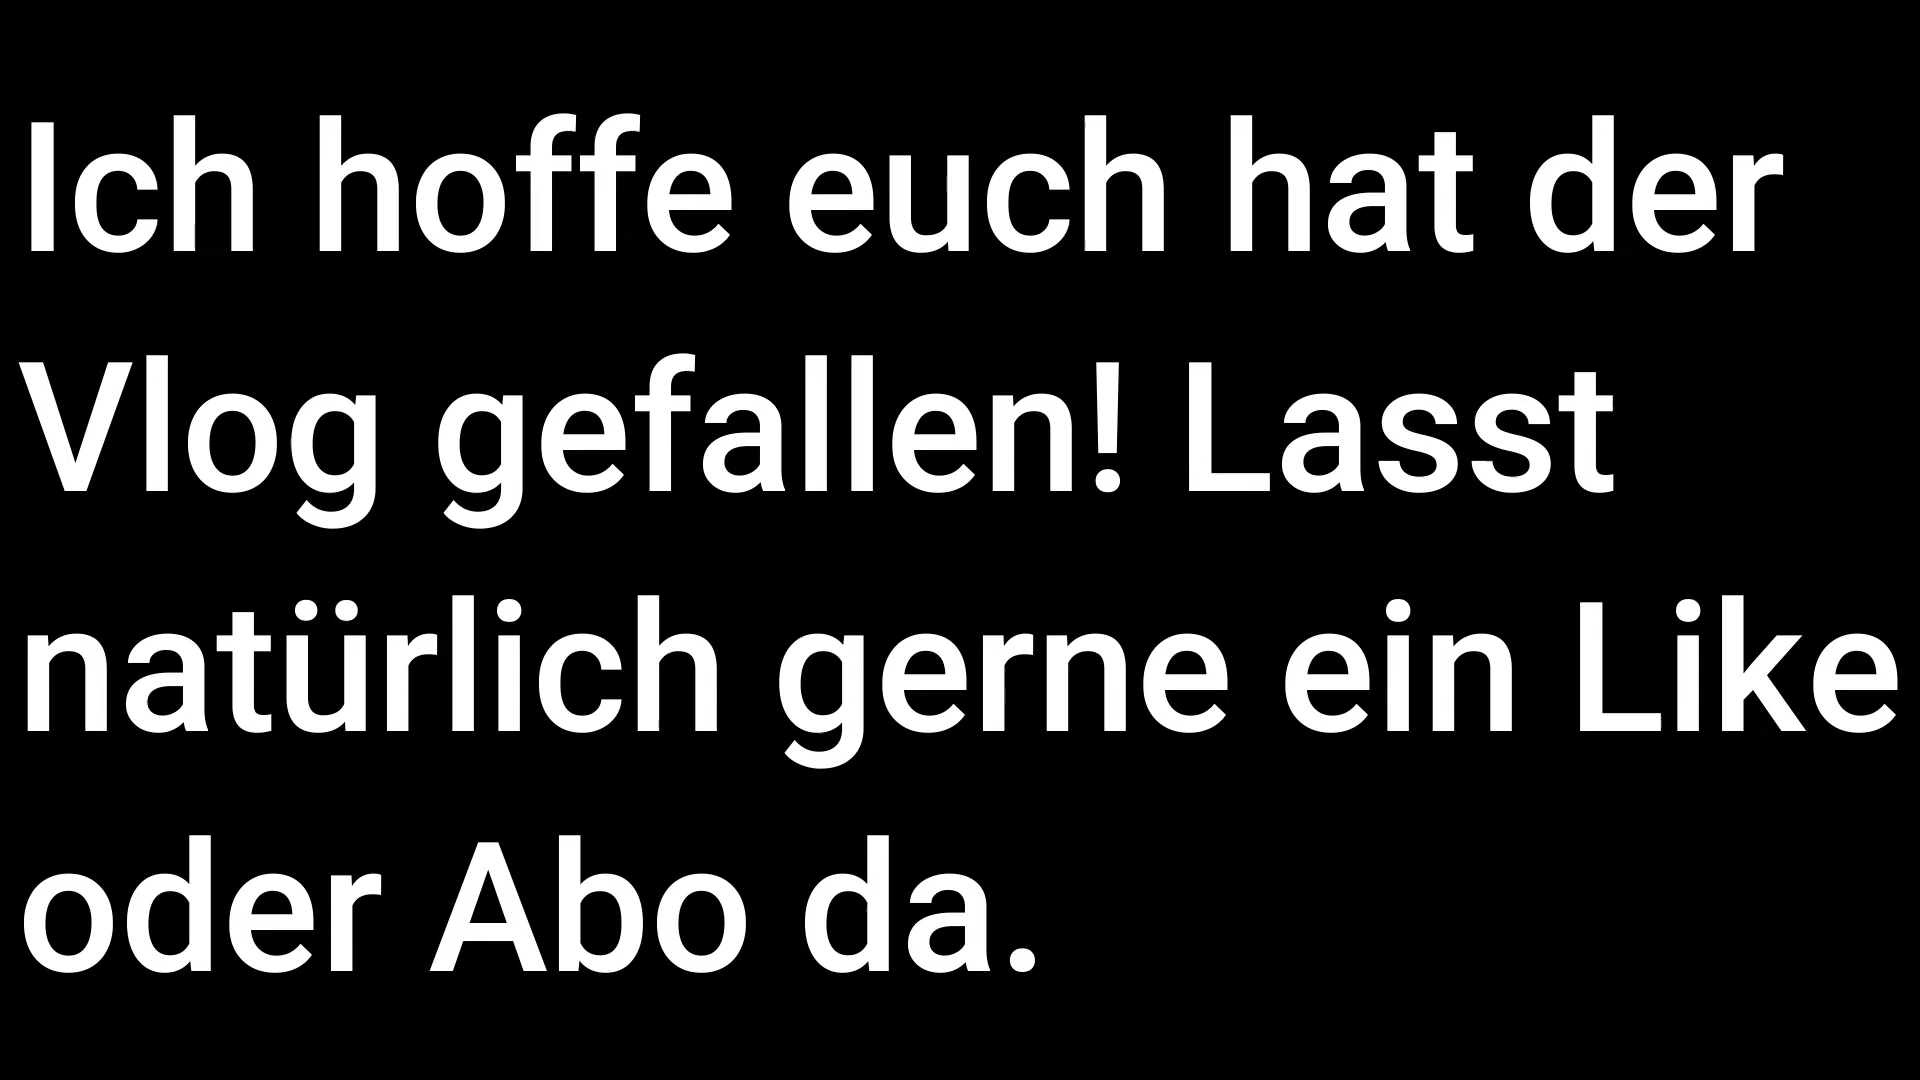 Ich hoffe euch hat der
Vlog gefallen! Lasst
natürlich gerne ein Like
oder Abo da.